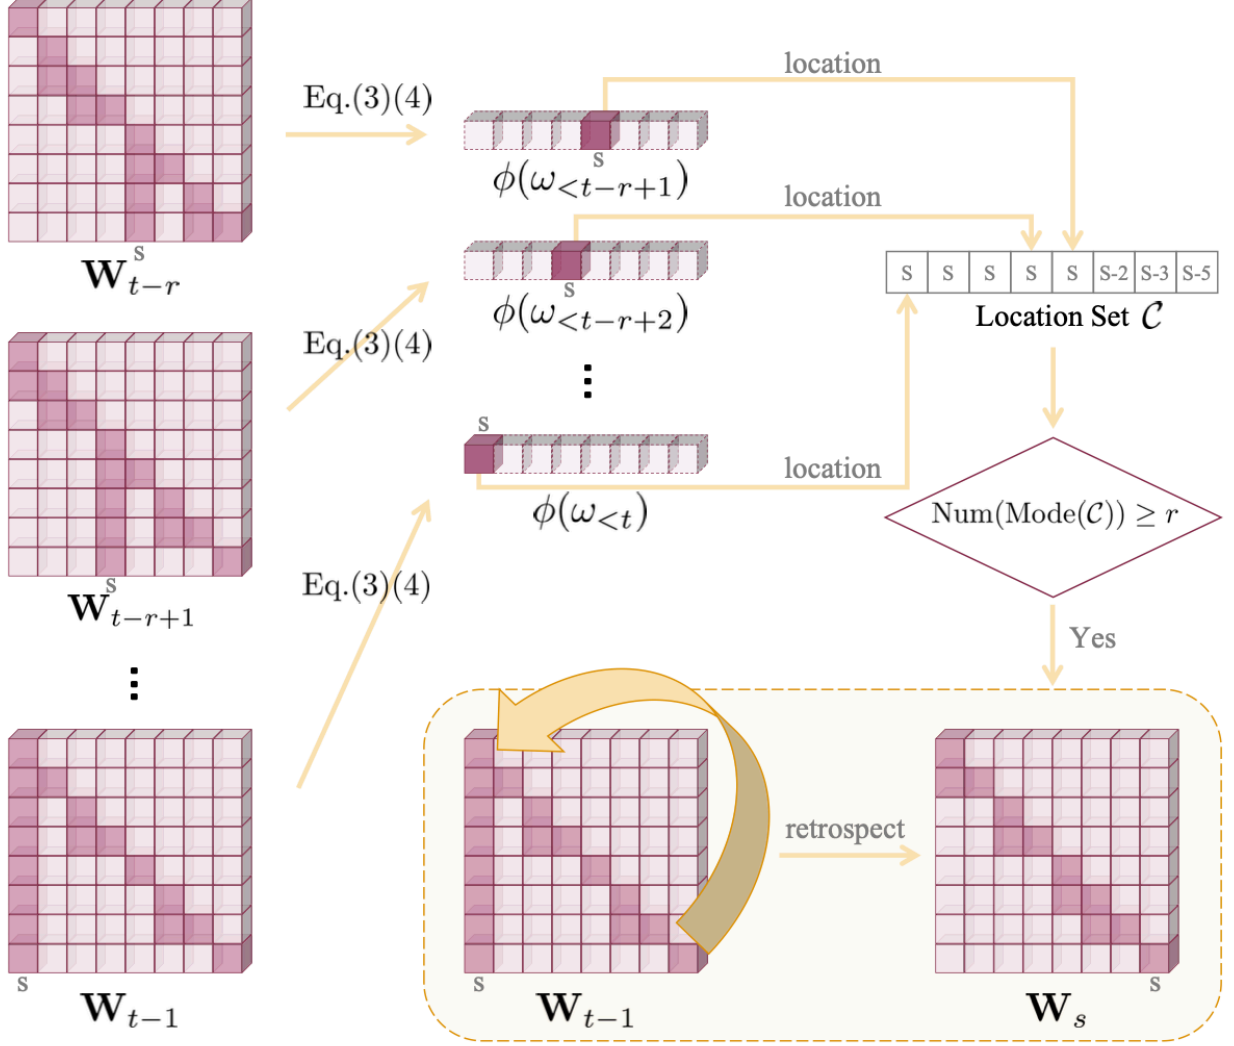 s
W_{t−r}
Eq.(3)(4)
s
ϕ(ω_{<t−r+1})
location
s
W_{t−r+1}
Eq.(3)(4)
s
ϕ(ω_{<t−r+2})
location
⋮
⋮
s
W_{t−1}
Eq.(3)(4)
s
ϕ(ω_{<t})
location
S S S S S S-2 S-3 S-5
Location Set 𝒞
Num(Mode(𝒞)) ≥ r
Yes
s
W_{t−1}
retrospect
s
W_s